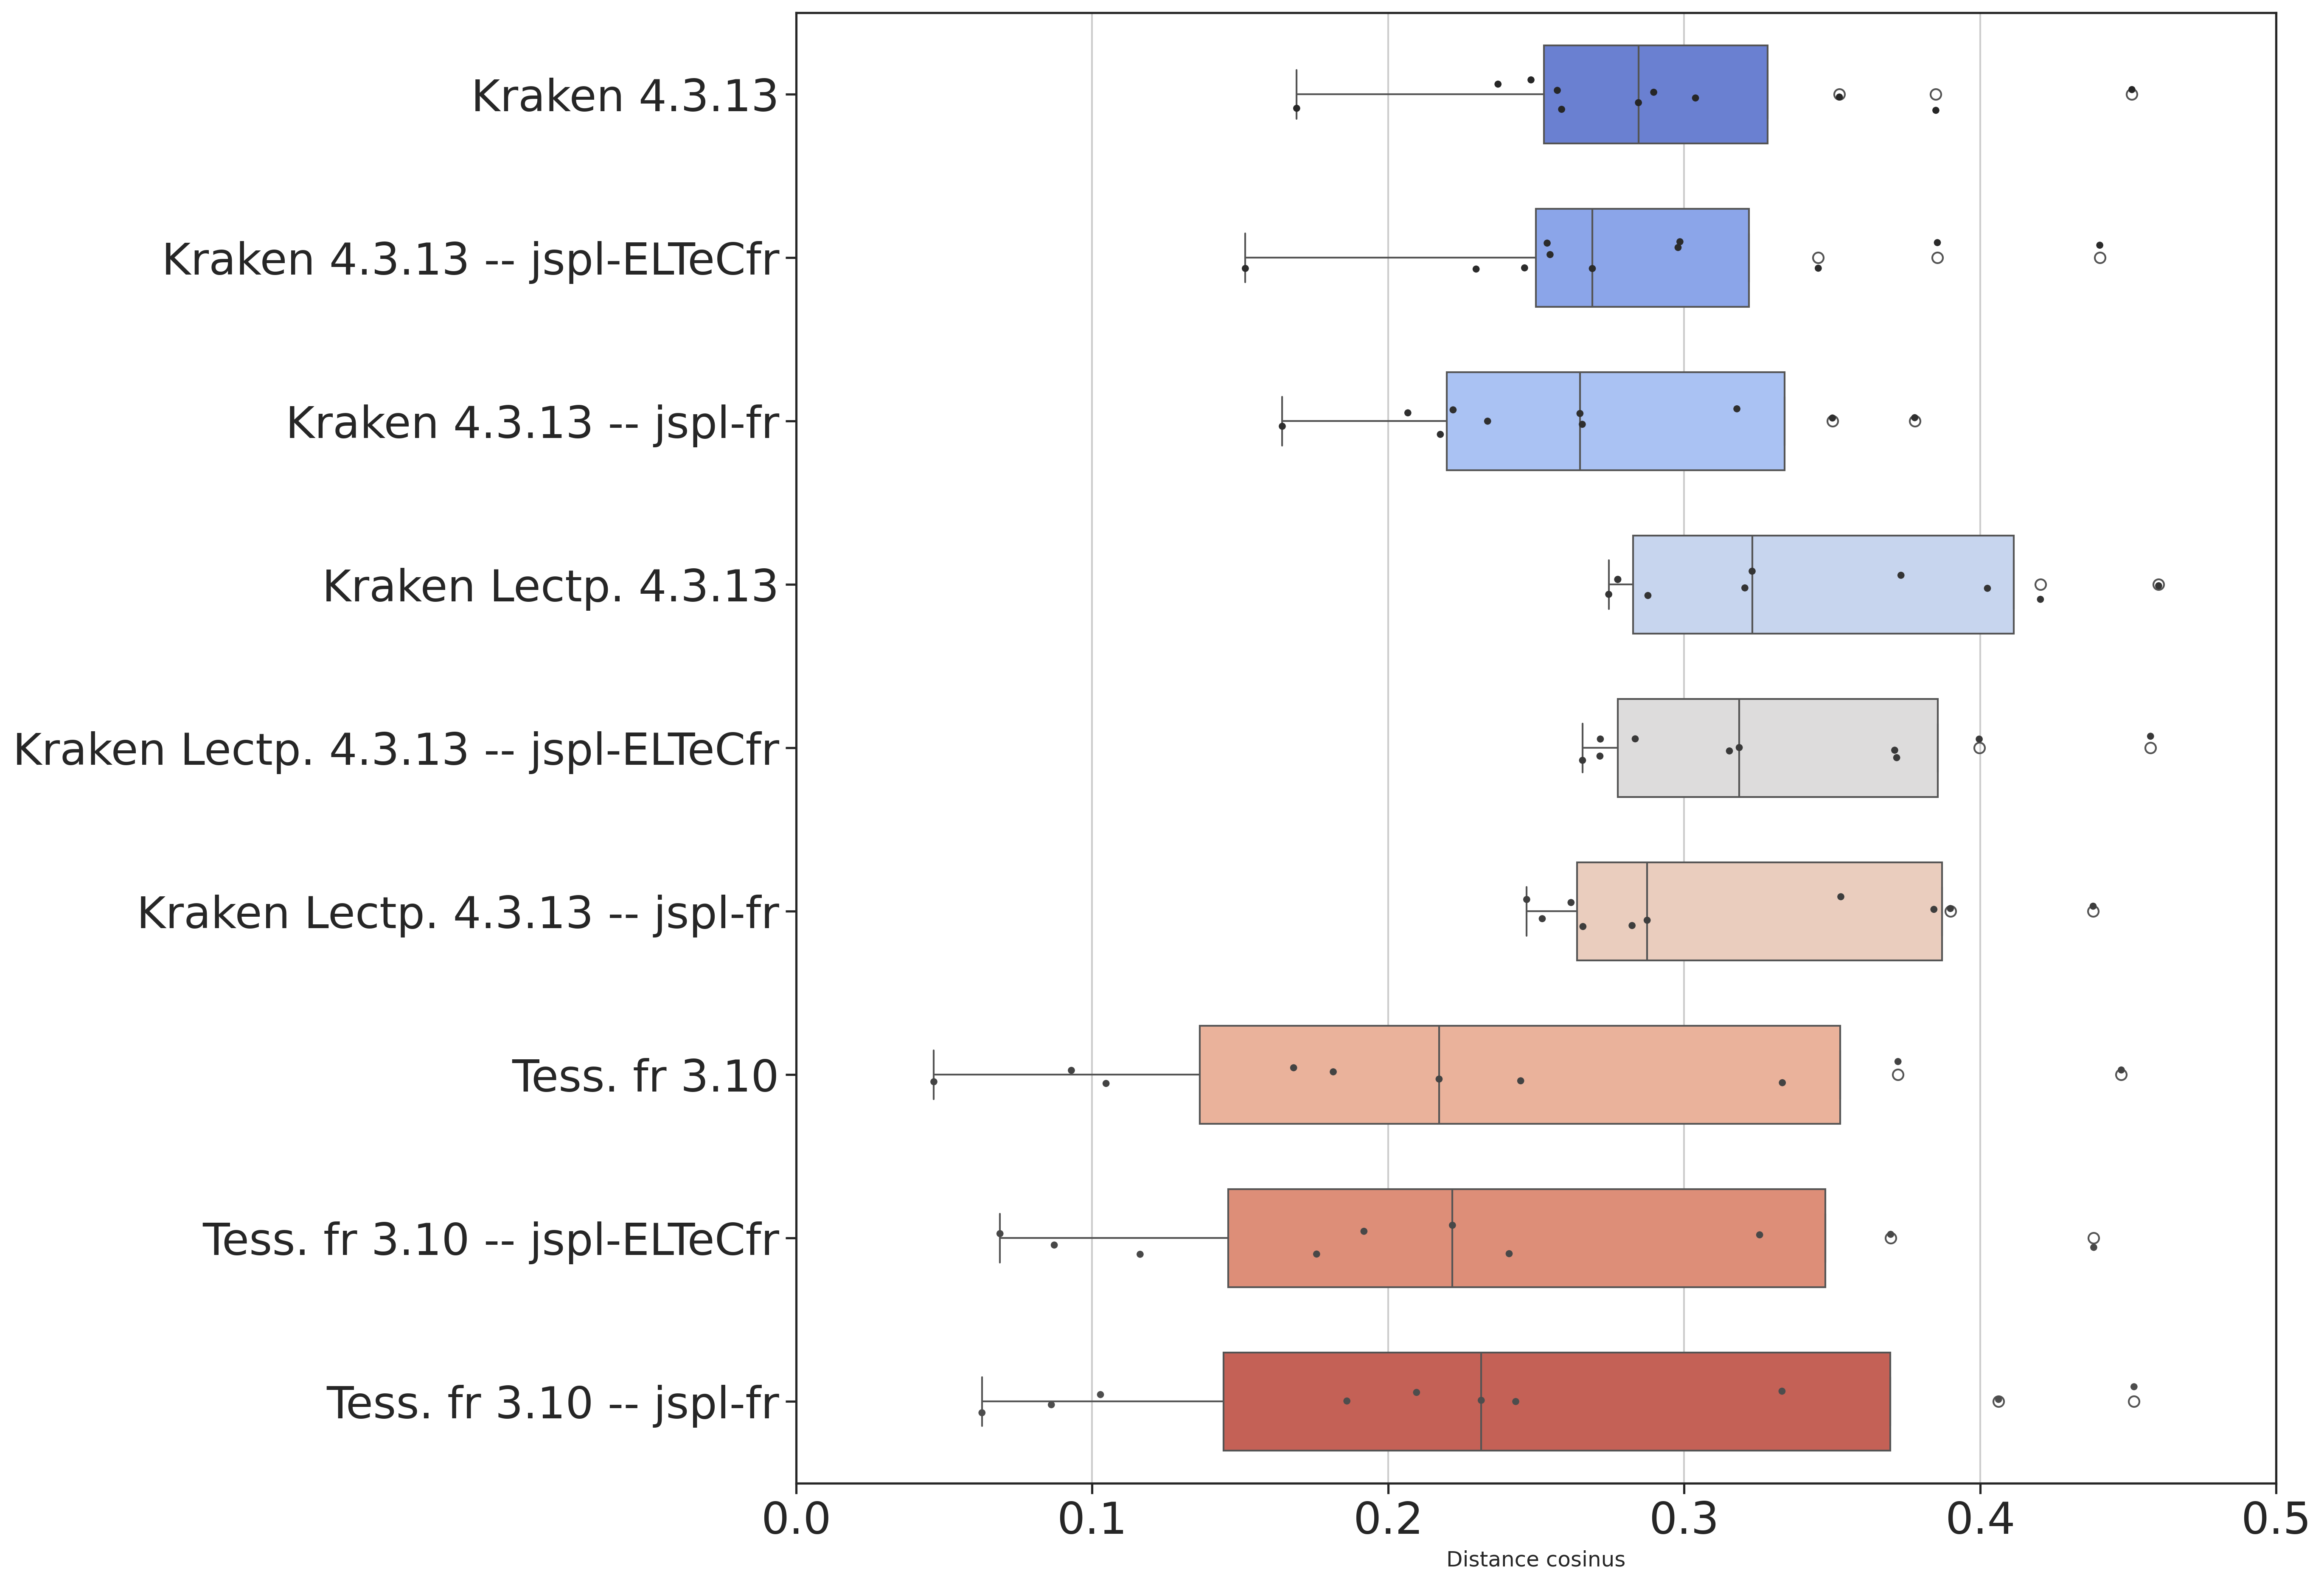 Kraken 4.3.13
Kraken 4.3.13 -- jspl-ELTeCfr
Kraken 4.3.13 -- jspl-fr
Kraken Lectp. 4.3.13
Kraken Lectp. 4.3.13 -- jspl-ELTeCfr
Kraken Lectp. 4.3.13 -- jspl-fr
Tess. fr 3.10
Tess. fr 3.10 -- jspl-ELTeCfr
Tess. fr 3.10 -- jspl-fr
0.0 0.1 0.2 0.3 0.4 0.5
Distance cosinus